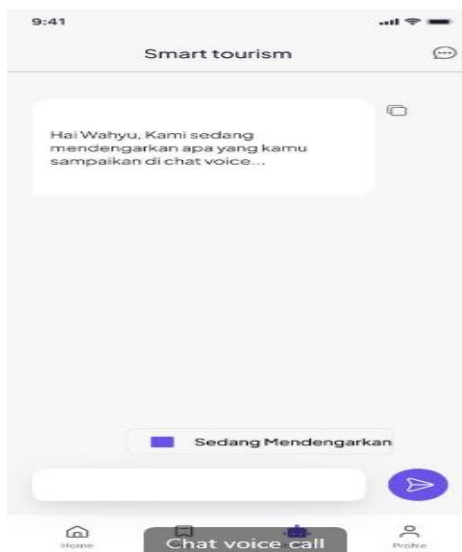 9:41
Smart tourism
Hai Wahyu, Kami sedang
mendengarkan apa yang kamu
sampaikan di chat voice...
Sedang Mendengarkan
Home
Profile
Chat voice call